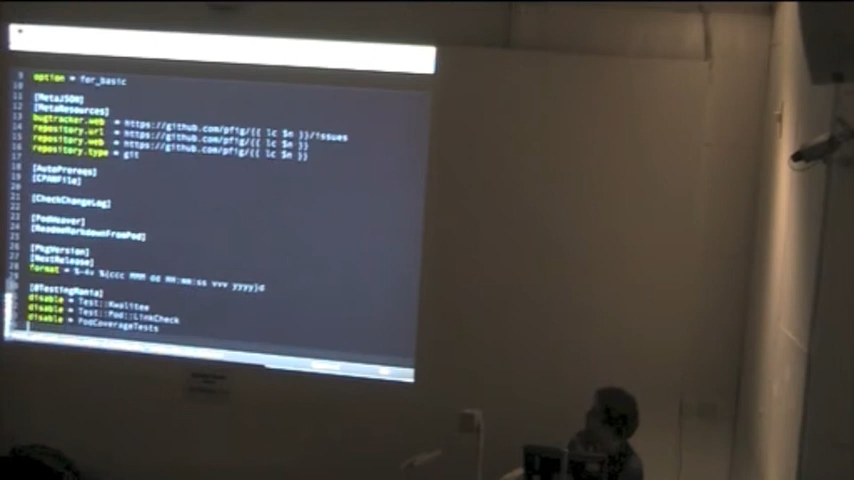 9 option = for_basic
10
11 [MetaJSON]
12 [MetaResources]
13 bugtracker.web = https://github.com/pfig/{{ lc $n }}/issues
14 repository.url = https://github.com/pfig/{{ lc $n }}
15 repository.web = https://github.com/pfig/{{ lc $n }}
16 repository.type = git
17
18 [AutoPrereqs]
19 [CPANFile]
20
21 [CheckChangeLog]
22
23 [PodWeaver]
24 [ReadmeMarkdownFromPod]
25
26 [PkgVersion]
27 [NextRelease]
28 format = %-4v %{ccc MMM dd HH:mm:ss vvv yyyy}d
[@TestingMania]
disable = Test::Kwalitee
disable = Test::Pod::LinkCheck
disable = PodCoverageTests